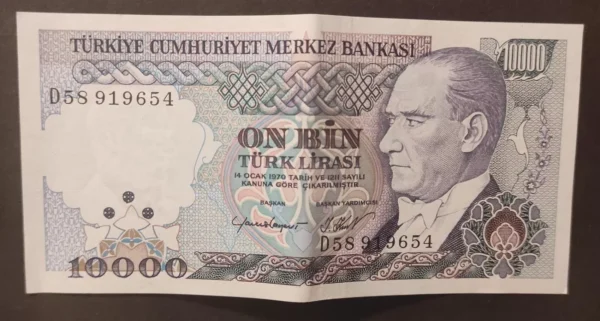 TÜRKİYE CUMHURİYET MERKEZ BANKASI
10000
D58 919654
ON BİN
TÜRK LİRASI
14 OCAK 1970 TARİH VE 1211 SAYILI
KANUNA GÖRE ÇIKARILMIŞTIR
BAŞKAN BAŞKAN YARDIMCISI
D58 919654
10000